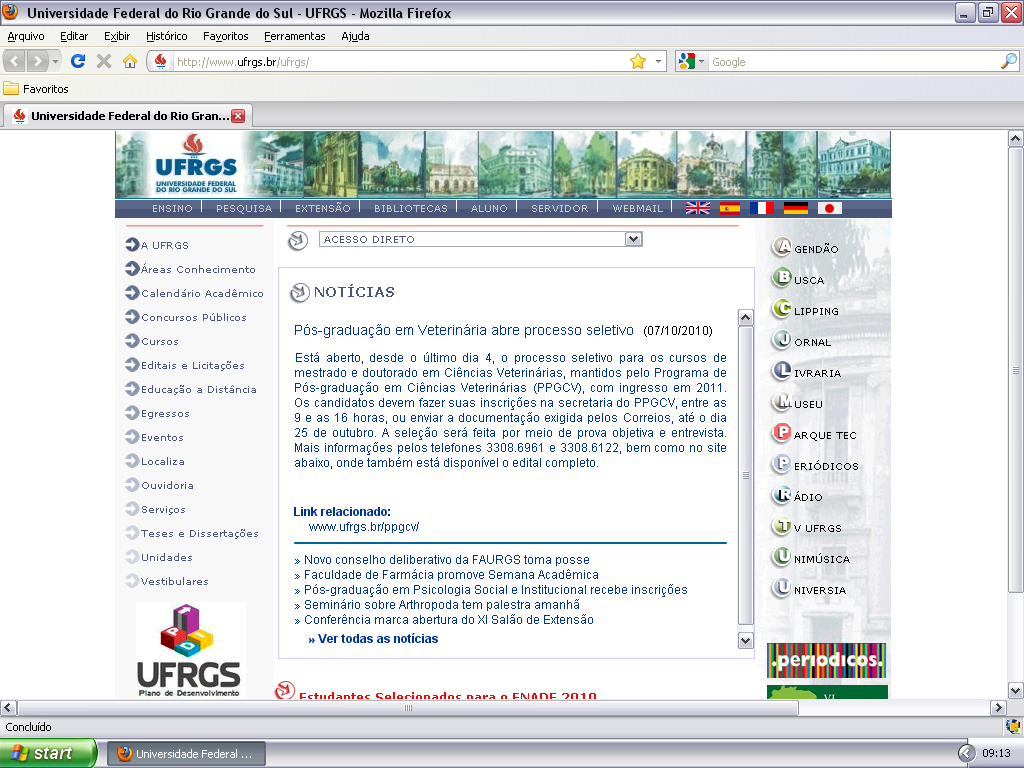 Universidade Federal do Rio Grande do Sul - UFRGS - Mozilla Firefox
Arquivo Editar Exibir Histórico Favoritos Ferramentas Ajuda
http://www.ufrgs.br/ufrgs/
Google
Favoritos
Universidade Federal do Rio Gran...
UFRGS
UNIVERSIDADE FEDERAL
DO RIO GRANDE DO SUL
ENSINO PESQUISA EXTENSÃO BIBLIOTECAS ALUNO SERVIDOR WEBMAIL
A UFRGS
Áreas Conhecimento
Calendário Acadêmico
Concursos Públicos
Cursos
Editais e Licitações
Educação a Distância
Egressos
Eventos
Localiza
Ouvidoria
Serviços
Teses e Dissertações
Unidades
Vestibulares
PDI
UFRGS
Plano de Desenvolvimento
ACESSO DIRETO
NOTÍCIAS
Pós-graduação em Veterinária abre processo seletivo (07/10/2010)
Está aberto, desde o último dia 4, o processo seletivo para os cursos de
mestrado e doutorado em Ciências Veterinárias, mantidos pelo Programa de
Pós-graduação em Ciências Veterinárias (PPGCV), com ingresso em 2011.
Os candidatos devem fazer suas inscrições na secretaria do PPGCV, entre as
9 e as 16 horas, ou enviar a documentação exigida pelos Correios, até o dia
25 de outubro. A seleção será feita por meio de prova objetiva e entrevista.
Mais informações pelos telefones 3308.6961 e 3308.6122, bem como no site
abaixo, onde também está disponível o edital completo.
Link relacionado:
www.ufrgs.br/ppgcv/
» Novo conselho deliberativo da FAURGS toma posse
» Faculdade de Farmácia promove Semana Acadêmica
» Pós-graduação em Psicologia Social e Institucional recebe inscrições
» Seminário sobre Arthropoda tem palestra amanhã
» Conferência marca abertura do XI Salão de Extensão
» Ver todas as notícias
Estudantes Selecionados para o ENADE 2010
AGENDÃO
BUSCA
CLIPPING
JORNAL
LIVRARIA
MUSEU
PARQUE TEC
PERIÓDICOS
RÁDIO
TV UFRGS
UNIMÚSICA
UNIVERSIA
.periodicos.
VI
Concluído
start
Universidade Federal ...
09:13